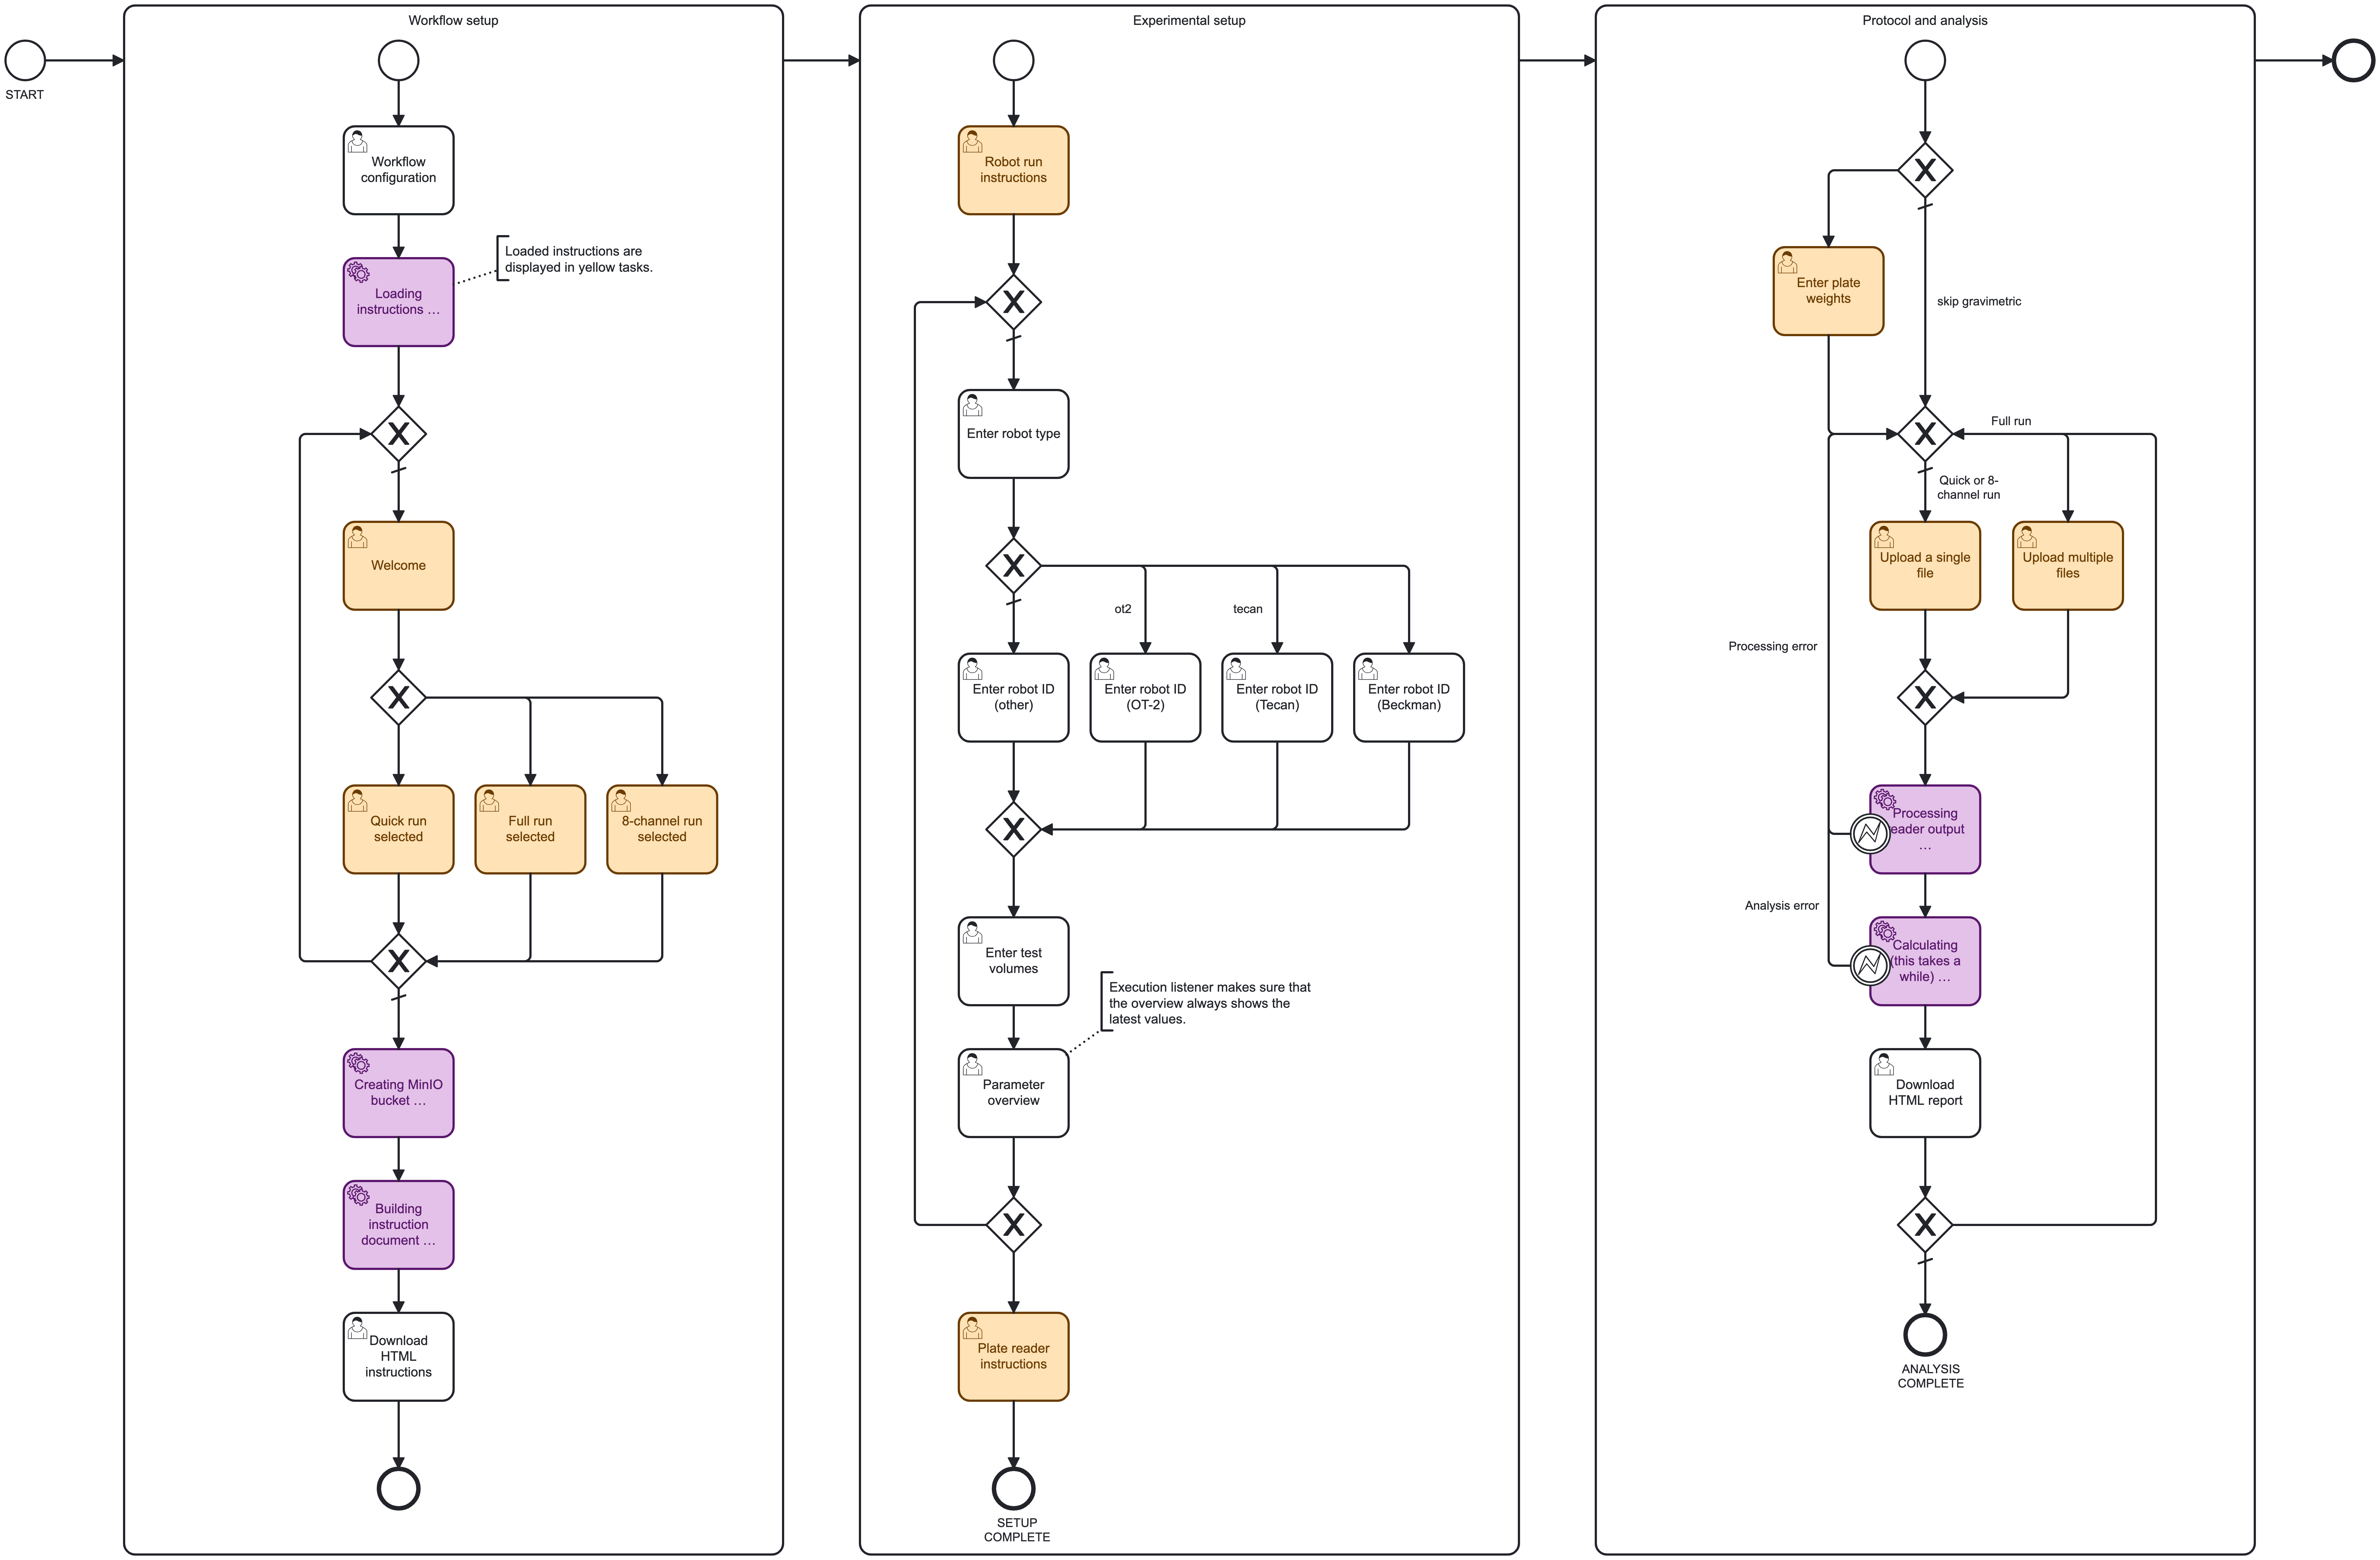 Workflow setup
START
Workflow
configuration
Loaded instructions are
displayed in yellow tasks.
Loading
instructions …
X
Welcome
X
Quick run
selected
Full run
selected
8-channel run
selected
X
Creating MinIO
bucket …
Building
instruction
document …
Download
HTML
instructions
Experimental setup
Robot run
instructions
X
Enter robot type
X
ot2
tecan
Enter robot ID
(other)
Enter robot ID
(OT-2)
Enter robot ID
(Tecan)
Enter robot ID
(Beckman)
X
Enter test
volumes
Execution listener makes sure that
the overview always shows the
latest values.
Parameter
overview
X
Plate reader
instructions
SETUP
COMPLETE
Protocol and analysis
X
Enter plate
weights
skip gravimetric
X
Full run
Quick or 8-
channel run
Upload a single
file
Upload multiple
files
Processing error
X
Processing
eader output
…
Analysis error
Calculating
(this takes a
while) …
Download
HTML report
X
ANALYSIS
COMPLETE